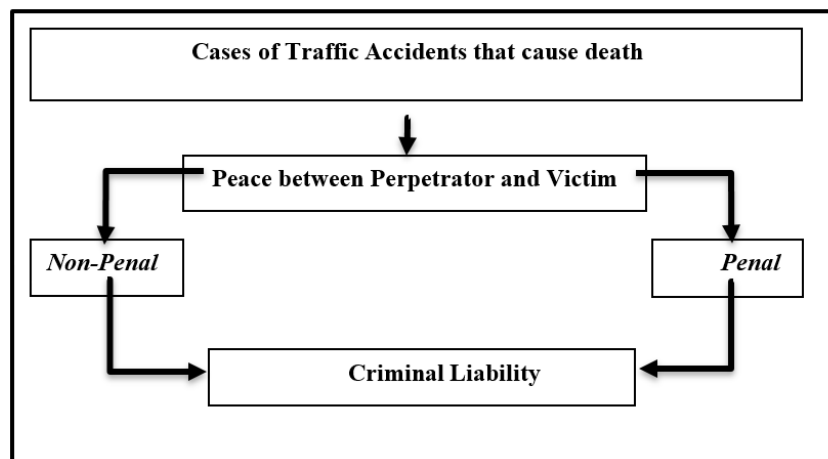 Cases of Traffic Accidents that cause death
Peace between Perpetrator and Victim
Non-Penal
Penal
Criminal Liability